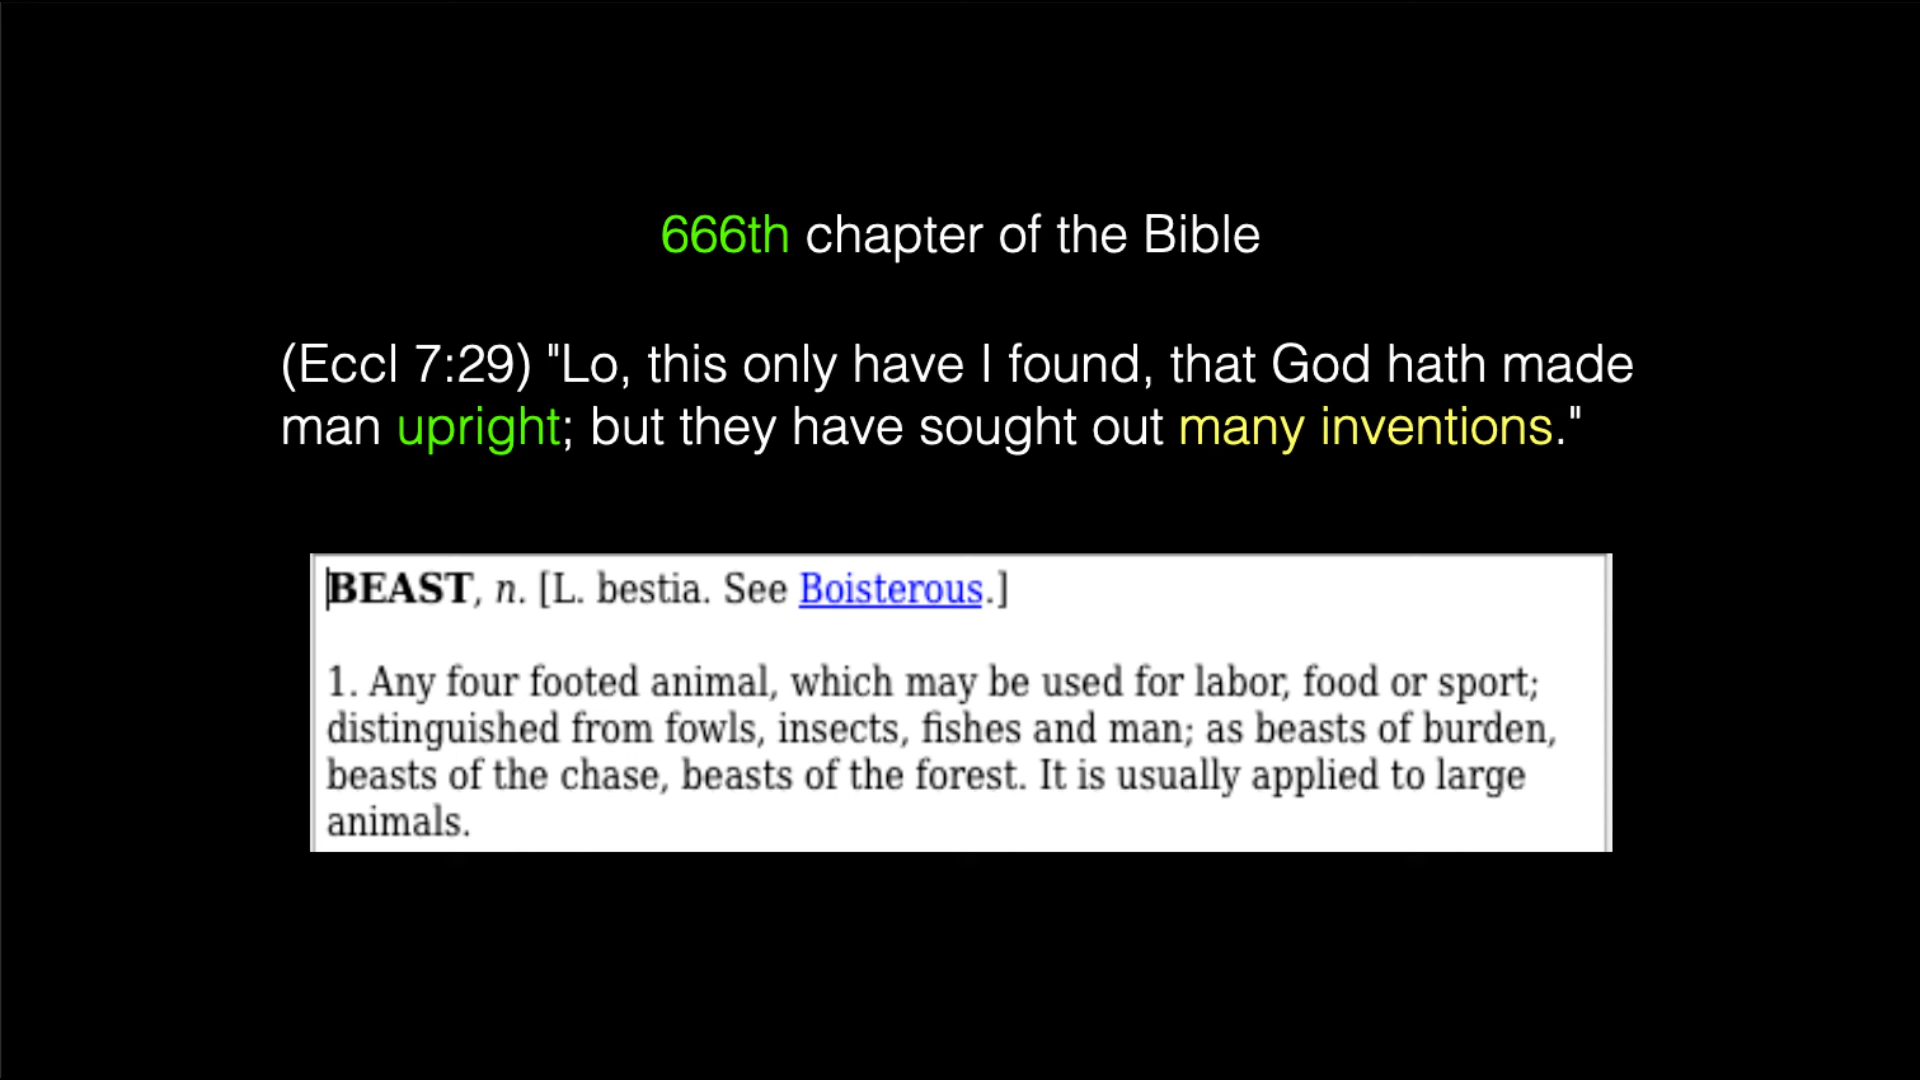 666th chapter of the Bible
(Eccl 7:29) "Lo, this only have I found, that God hath made
man upright; but they have sought out many inventions."
BEAST, n. [L. bestia. See Boisterous.]
1. Any four footed animal, which may be used for labor, food or sport;
distinguished from fowls, insects, fishes and man; as beasts of burden,
beasts of the chase, beasts of the forest. It is usually applied to large
animals.